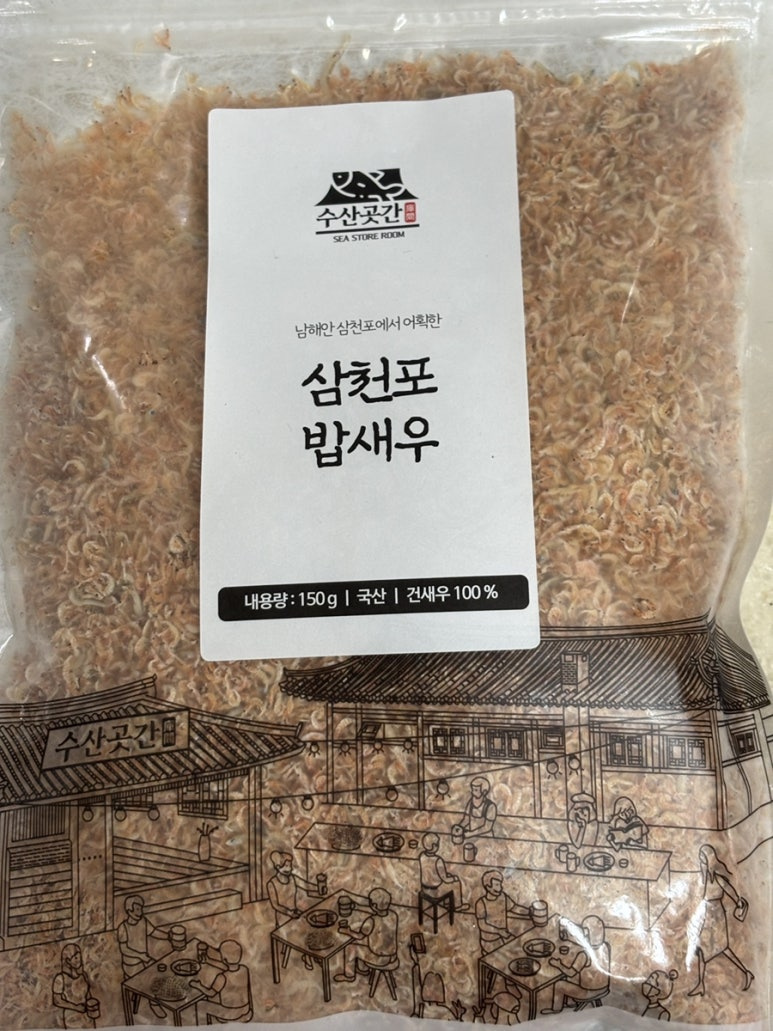 수산곳간
庫間
SEA STORE ROOM
남해안 삼천포에서 어획한
삼천포
밥새우
내용량 : 150g | 국산 | 건새우 100%
수산곳간